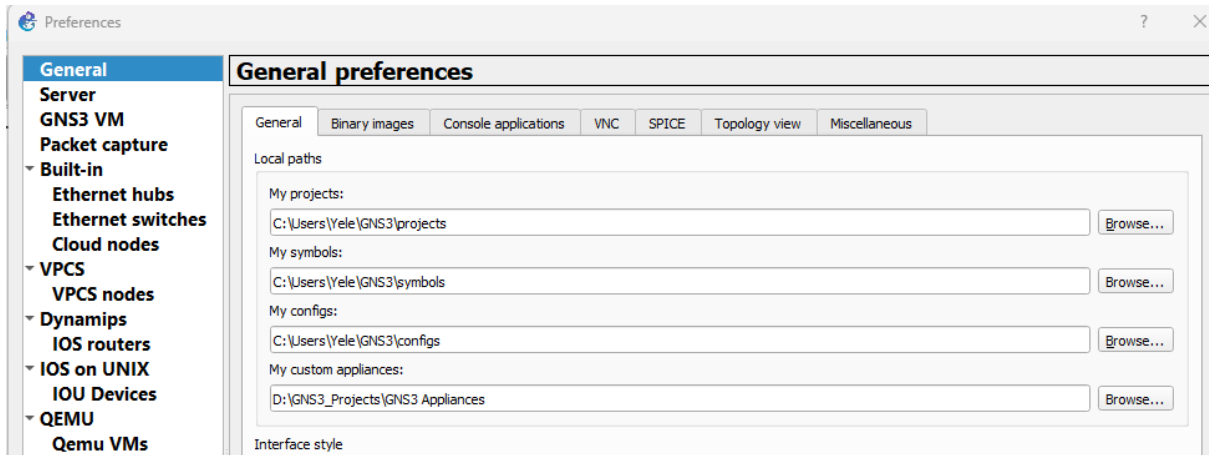 Preferences
?
General
Server
GNS3 VM
Packet capture
Built-in
Ethernet hubs
Ethernet switches
Cloud nodes
VPCS
VPCS nodes
Dynamips
IOS routers
IOS on UNIX
IOU Devices
QEMU
Qemu VMs
General preferences
General Binary images Console applications VNC SPICE Topology view Miscellaneous
Local paths
My projects:
C:\Users\Yele\GNS3\projects Browse...
My symbols:
C:\Users\Yele\GNS3\symbols Browse...
My configs:
C:\Users\Yele\GNS3\configs Browse...
My custom appliances:
D:\GNS3_Projects\GNS3 Appliances Browse...
Interface style